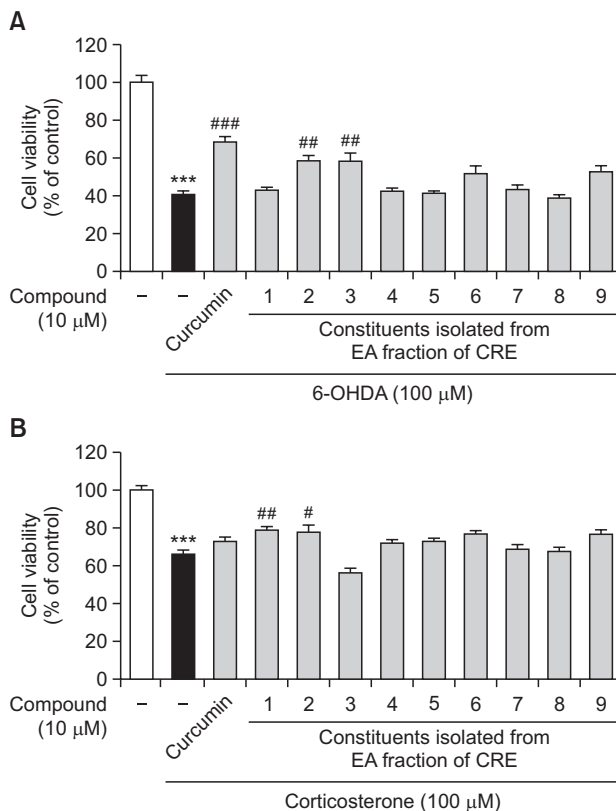 A
120
100
80
60
40
20
0
Cell viability
(% of control)
***
###
##
##
Compound
(10 μM)
–
–
Curcumin
1 2 3 4 5 6 7 8 9
Constituents isolated from
EA fraction of CRE
6-OHDA (100 μM)
B
120
100
80
60
40
20
0
Cell viability
(% of control)
***
##
#
Compound
(10 μM)
–
–
Curcumin
1 2 3 4 5 6 7 8 9
Constituents isolated from
EA fraction of CRE
Corticosterone (100 μM)